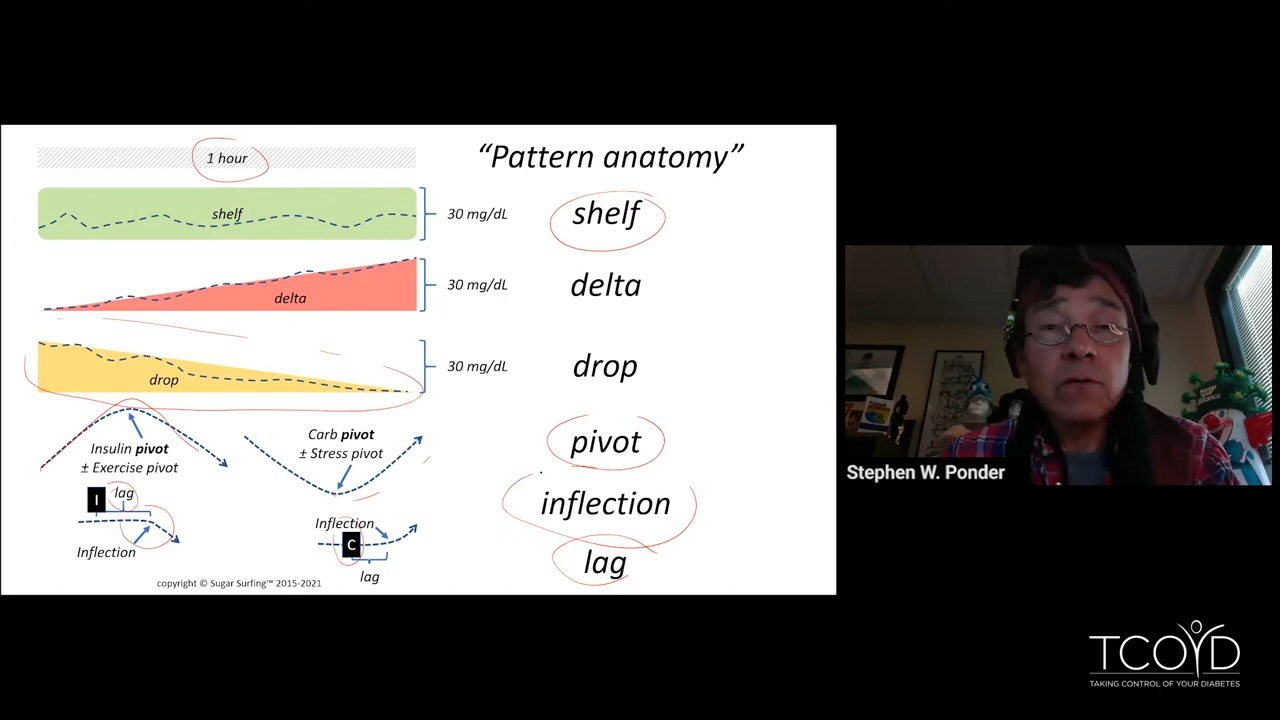 1 hour
"Pattern anatomy"
shelf
30 mg/dL
shelf
delta
30 mg/dL
delta
drop
30 mg/dL
drop
Insulin pivot
± Exercise pivot
Carb pivot
± Stress pivot
pivot
I
lag
Inflection
Inflection
C
lag
inflection
lag
copyright © Sugar Surfing™ 2015-2021
Stephen W. Ponder
TCOYD
TAKING CONTROL OF YOUR DIABETES